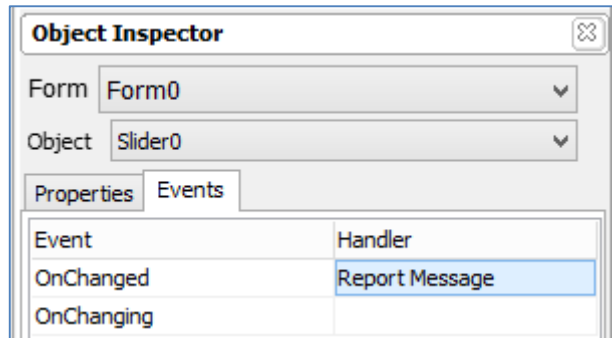 Object Inspector
Form Form0
Object Slider0
Properties Events
Event Handler
OnChanged Report Message
OnChanging